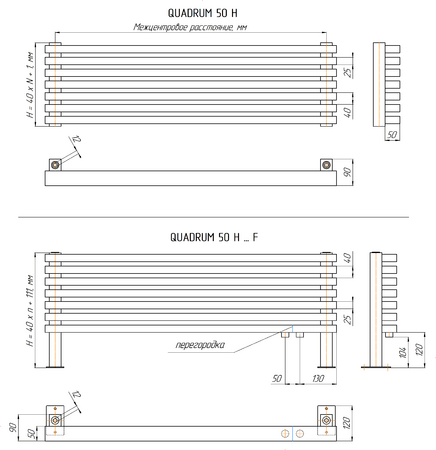 QUADRUM 50 H
Межцентровое расстояние, мм
H = 40 x N + 1, мм
25
40
50
12
90
QUADRUM 50 H ... F
H = 40 x n + 111, мм
40
25
перегородка
50
130
104
120
12
90
50
120